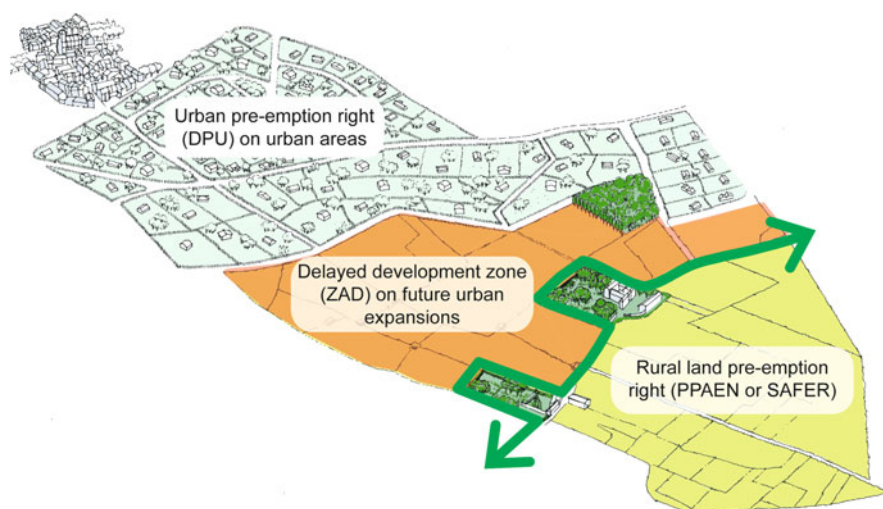 Urban pre-emption right
(DPU) on urban areas
Delayed development zone
(ZAD) on future urban
expansions
Rural land pre-emption
right (PPAEN or SAFER)